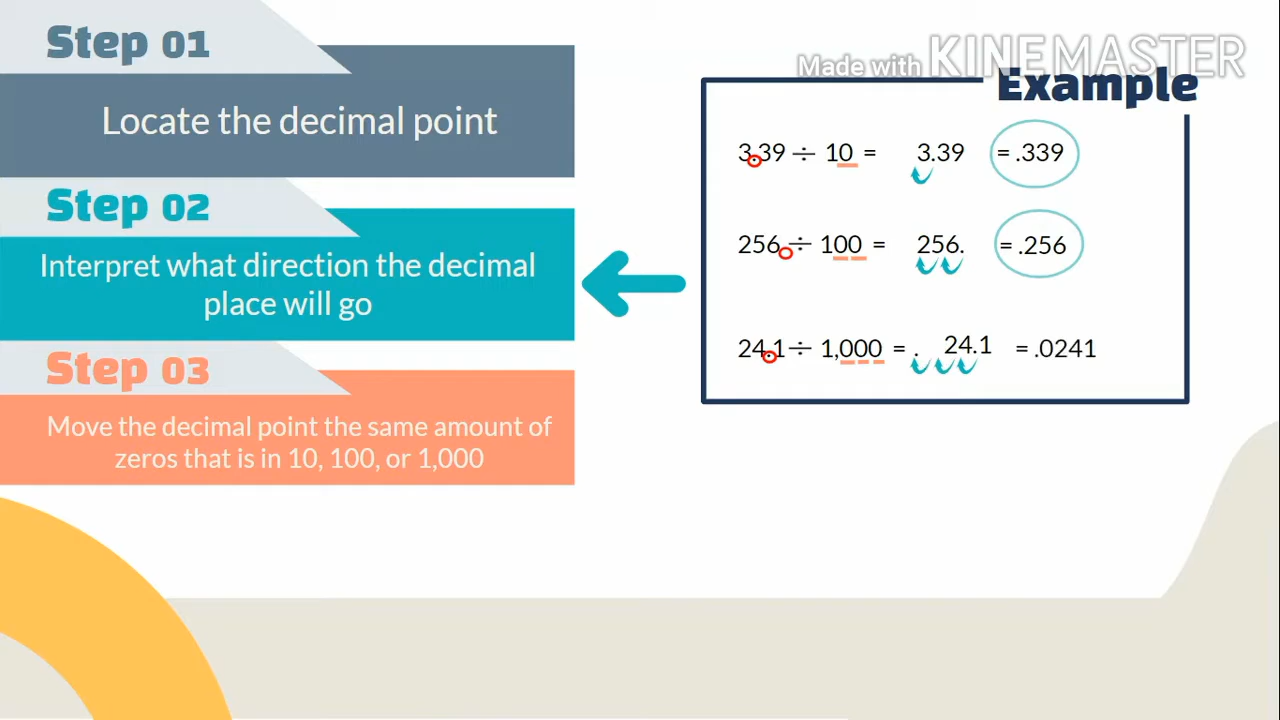 Step 01
Locate the decimal point
Step 02
Interpret what direction the decimal
place will go
Step 03
Move the decimal point the same amount of
zeros that is in 10, 100, or 1,000
Made with KINEMASTER
Example
3.39 ÷ 10 = 3.39 = .339
256. ÷ 100 = 256. = .256
24.1 ÷ 1,000 = . 24.1 = .0241